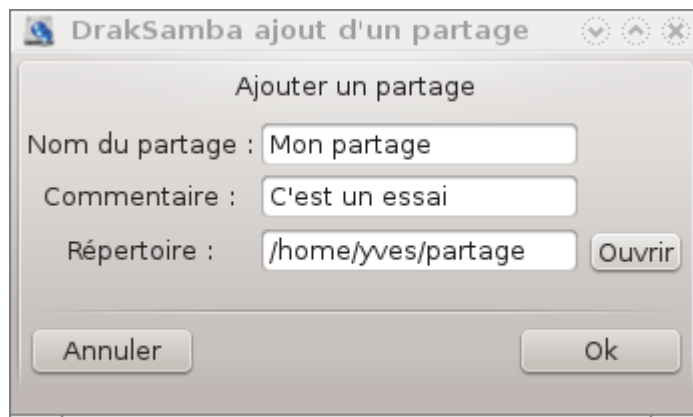 DrakSamba ajout d'un partage
Ajouter un partage
Nom du partage : Mon partage
Commentaire : C'est un essai
Répertoire : /home/yves/partage Ouvrir
Annuler Ok